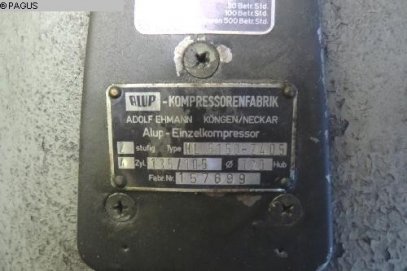 © PAGUS
30 Betr.Std.
100 Betr.Std.
500 Betr.Std.
ALUP -KOMPRESSORENFABRIK
ADOLF EHMANN KÖNGEN/NECKAR
Alup-Einzelkompressor
stufig Type
4 Zyl. Ø Hub
Fabr.Nr. 157699